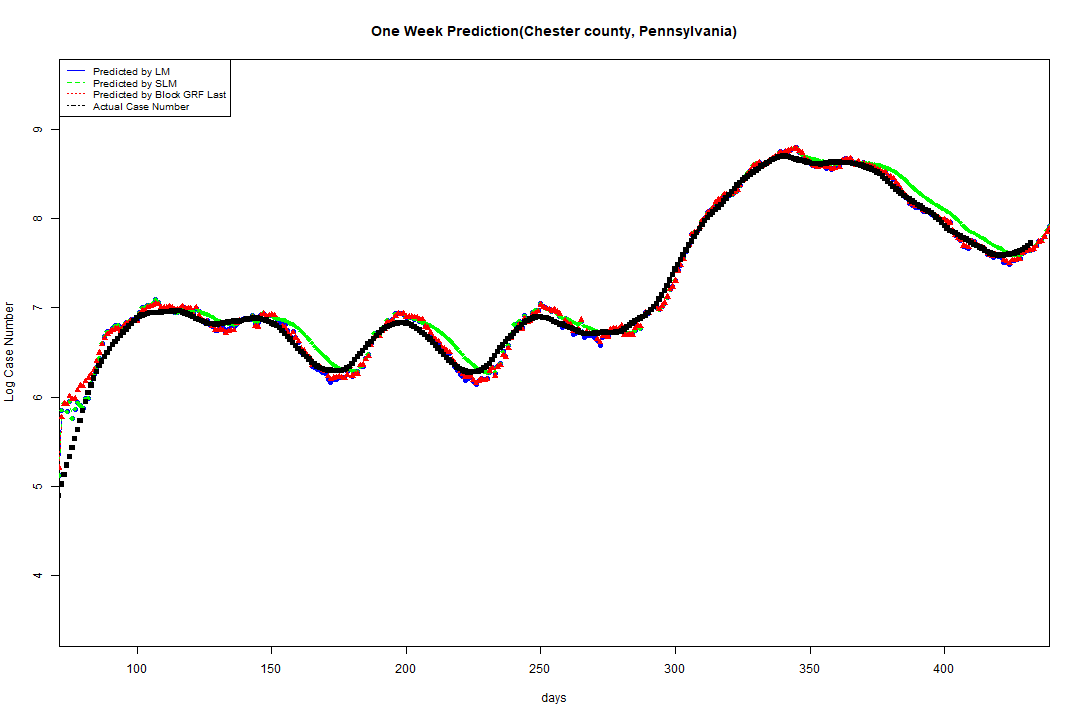 One Week Prediction(Chester county, Pennsylvania)
Predicted by LM
Predicted by SLM
Predicted by Block GRF Last
Actual Case Number
9
8
7
6
5
4
Log Case Number
100 150 200 250 300 350 400
days